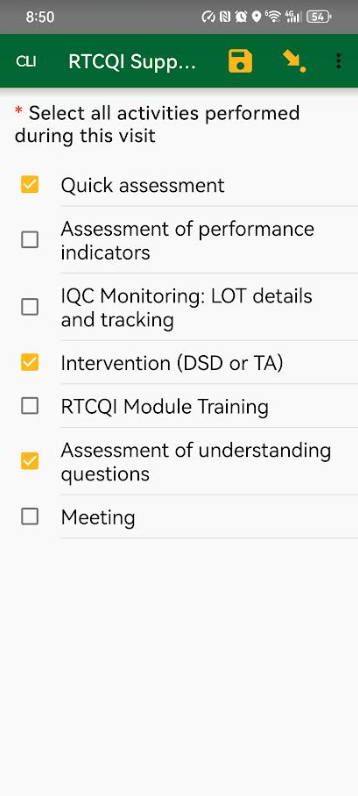 8:50
4G
54
CLI RTCQI Supp...
* Select all activities performed
during this visit
Quick assessment
Assessment of performance
indicators
IQC Monitoring: LOT details
and tracking
Intervention (DSD or TA)
RTCQI Module Training
Assessment of understanding
questions
Meeting